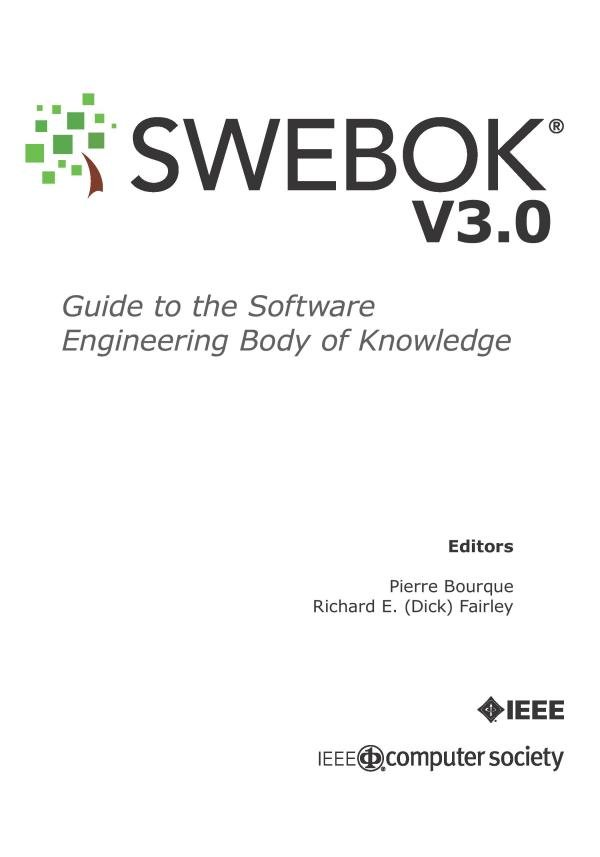 SWEBOK®
V3.0
Guide to the Software
Engineering Body of Knowledge
Editors
Pierre Bourque
Richard E. (Dick) Fairley
IEEE
IEEE computer society